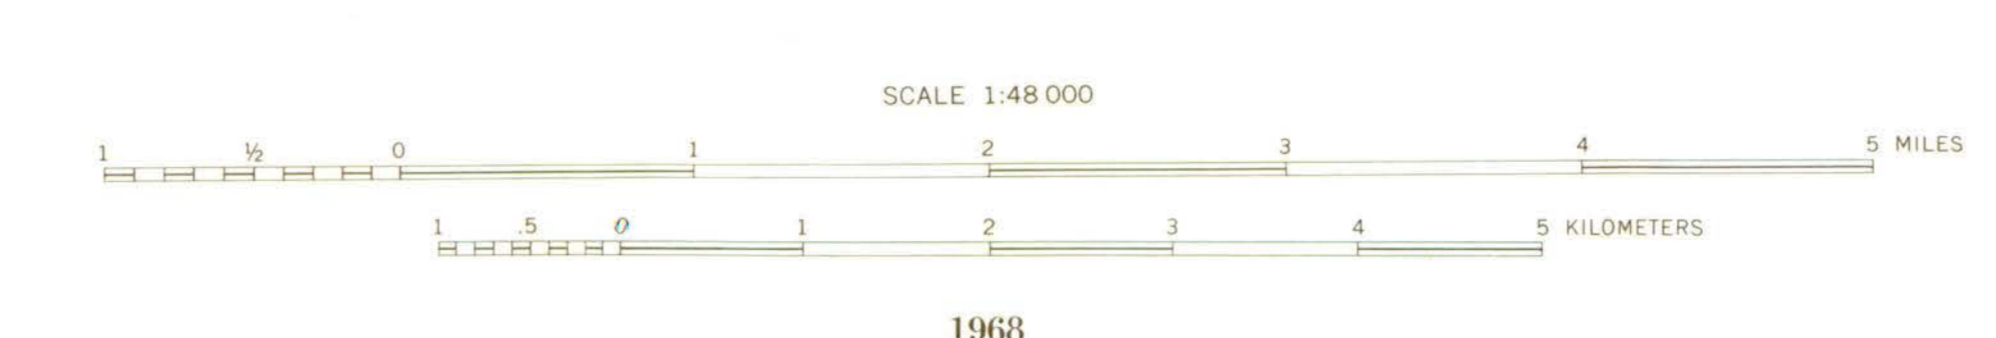 SCALE 1:48 000
1 ½ 0 1 2 3 4 5 MILES
1 .5 0 1 2 3 4 5 KILOMETERS
1968